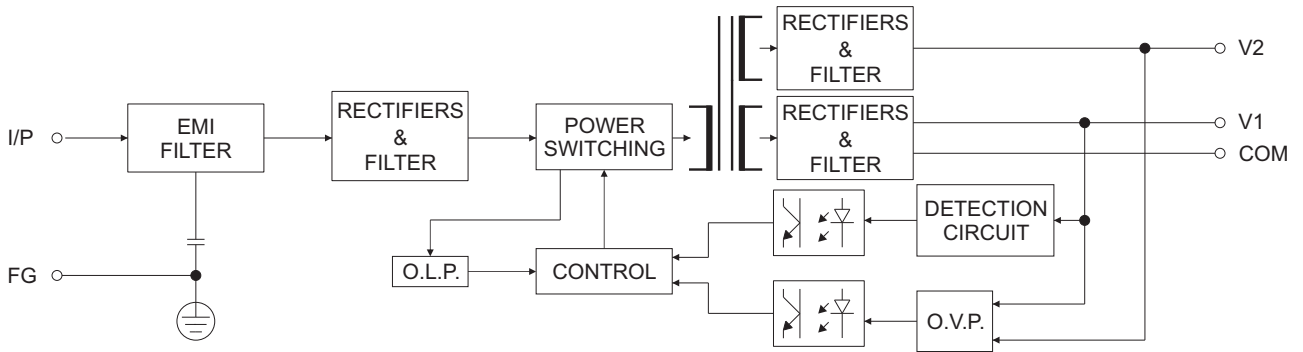 RECTIFIERS
&
FILTER
V2
I/P
EMI
FILTER
RECTIFIERS
&
FILTER
POWER
SWITCHING
RECTIFIERS
&
FILTER
V1
COM
DETECTION
CIRCUIT
FG
O.L.P.
CONTROL
O.V.P.